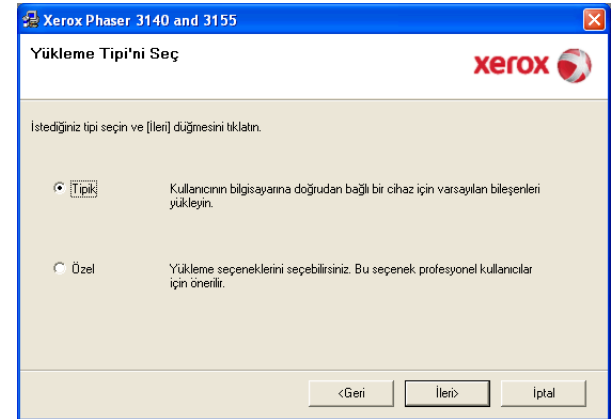 Xerox Phaser 3140 and 3155
Yükleme Tipi'ni Seç
xerox
İstediğiniz tipi seçin ve [İleri] düğmesini tıklatın.
Tipik
Kullanıcının bilgisayarına doğrudan bağlı bir cihaz için varsayılan bileşenleri
yükleyin.
Özel
Yükleme seçeneklerini seçebilirsiniz. Bu seçenek profesyonel kullanıcılar
için önerilir.
<Geri
İleri>
İptal